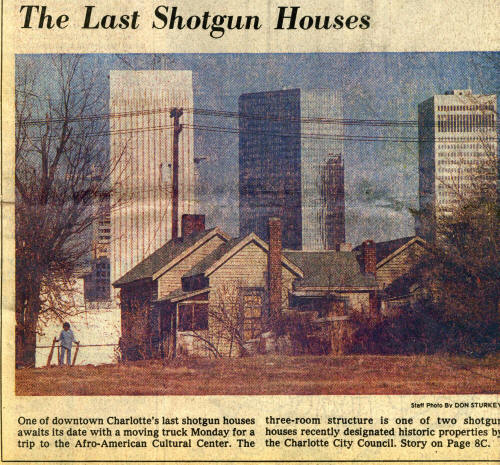 The Last Shotgun Houses
Staff Photo By DON STURKEY
One of downtown Charlotte's last shotgun houses
awaits its date with a moving truck Monday for a
trip to the Afro-American Cultural Center. The
three-room structure is one of two shotgun
houses recently designated historic properties by
the Charlotte City Council. Story on Page 8C.